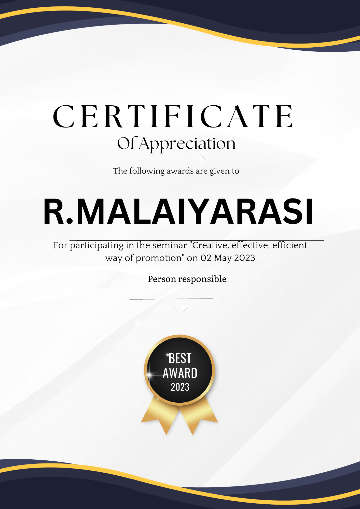 CERTIFICATE
Of Appreciation
The following awards are given to
R.MALAIYARASI
For participating in the seminar "Creative, effective, efficient
way of promotion" on 02 May 2023
Person responsible
BEST
AWARD
2023